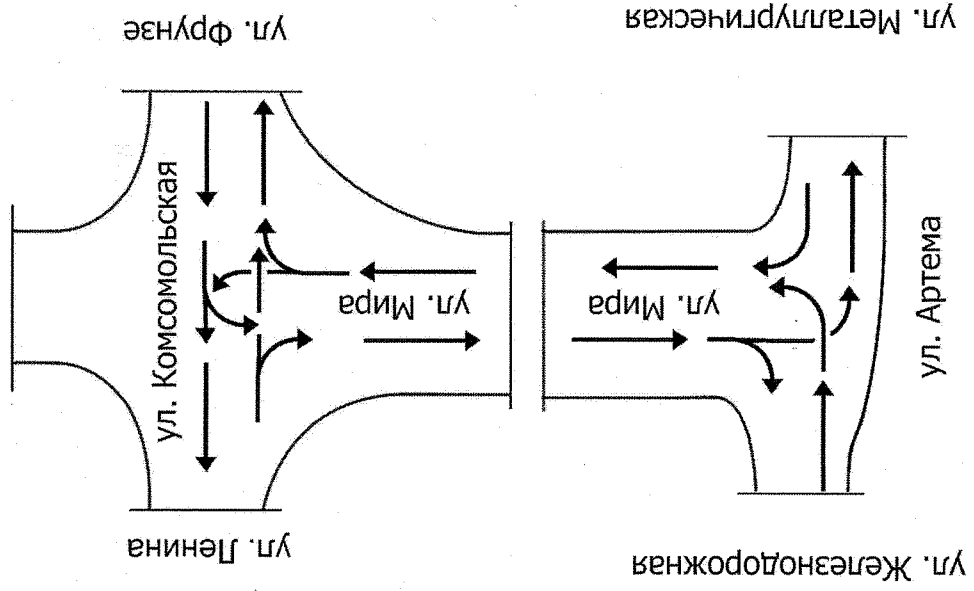 ул. Фрунзе
ул. Металлургическая
ул. Комсомольская
ул. Мира
ул. Мира
ул. Артема
ул. Ленина
ул. Железнодорожная